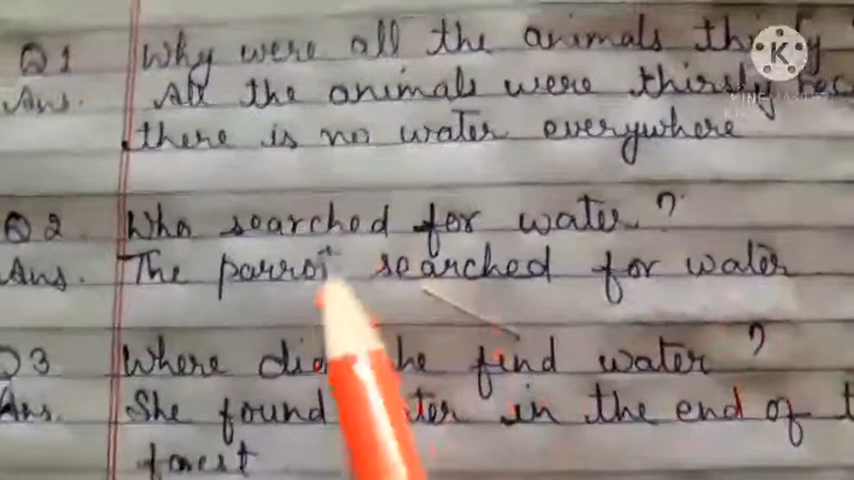 Q1 Why were all the animals thirsty
Ans. All the animals were thirsty bec
there is no water everywhere
Q2 Who searched for water?
Ans. The parrot searched for water
Q3 Where did he find water?
Ans. She found water in the end of t
forest
K